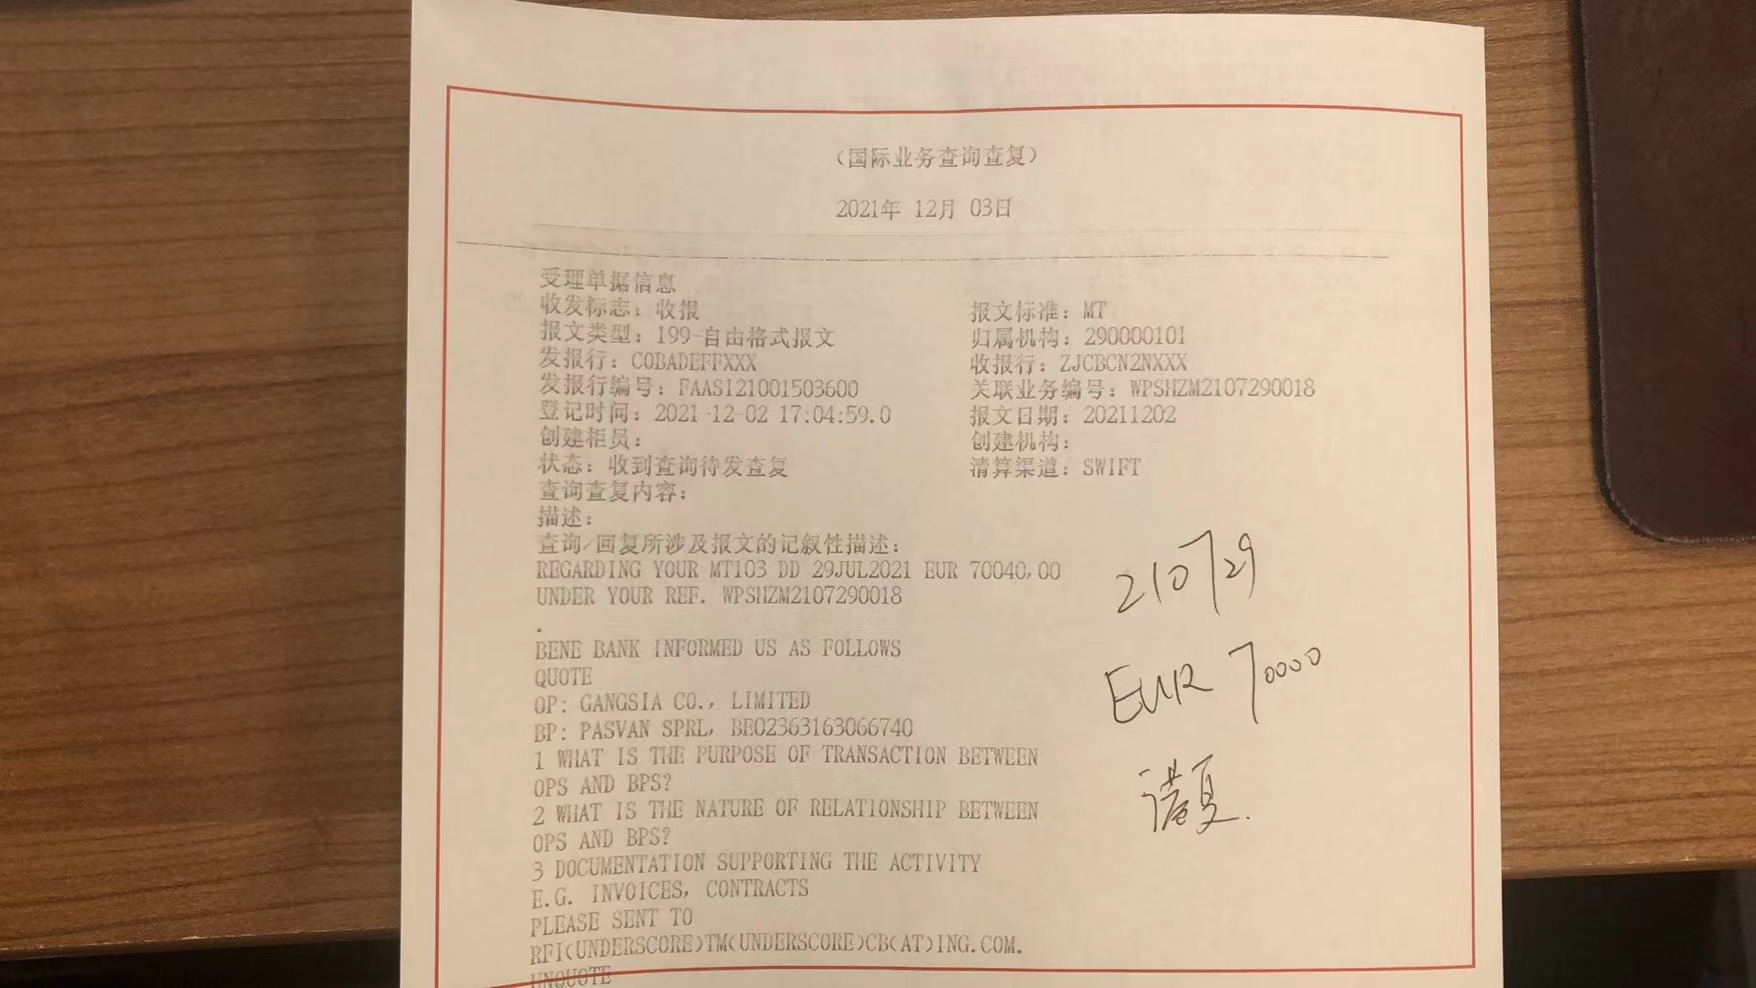 （国际业务查询查复）
2021年 12月 03日
受理单据信息
收发标志：收报 报文标准：MT
报文类型：199-自由格式报文 归属机构：290000101
发报行：COBADEFFXXX 收报行：ZJCBCN2NXXX
发报行编号：FAAS121001503600 关联业务编号：WPSHZM2107290018
登记时间：2021-12-02 17:04:59.0 报文日期：20211202
创建柜员： 创建机构：
状态：收到查询待发查复 清算渠道：SWIFT
查询查复内容：
描述：
查询/回复所涉及报文的记叙性描述：
REGARDING YOUR MT103 DD 29JUL2021 EUR 70040,00
UNDER YOUR REF. WPSHZM2107290018
.
BENE BANK INFORMED US AS FOLLOWS
QUOTE
OP: GANGSIA CO., LIMITED
BP: PASVAN SPRL, BE02363163066740
1 WHAT IS THE PURPOSE OF TRANSACTION BETWEEN
OPS AND BPS?
2 WHAT IS THE NATURE OF RELATIONSHIP BETWEEN
OPS AND BPS?
3 DOCUMENTATION SUPPORTING THE ACTIVITY
E.G. INVOICES, CONTRACTS
PLEASE SENT TO
RFI(UNDERSCORE)TM(UNDERSCORE)CB(AT)ING.COM.
UNQUOTE
210729
EUR 70000
诺夏.